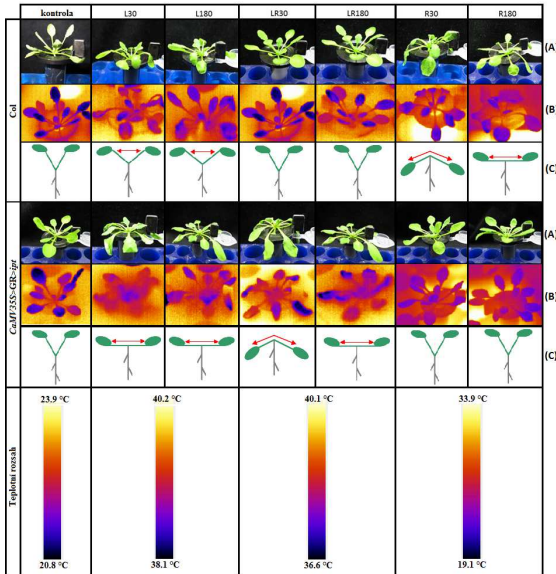 kontrola L30 L180 LR30 LR180 R30 R180
Col
(A)
(B)
(C)
CaMV35S>GR>ipt
(A)
(B)
(C)
Teplotní rozsah
23.9 °C 40.2 °C 40.1 °C 33.9 °C
20.8 °C 38.1 °C 36.6 °C 19.1 °C